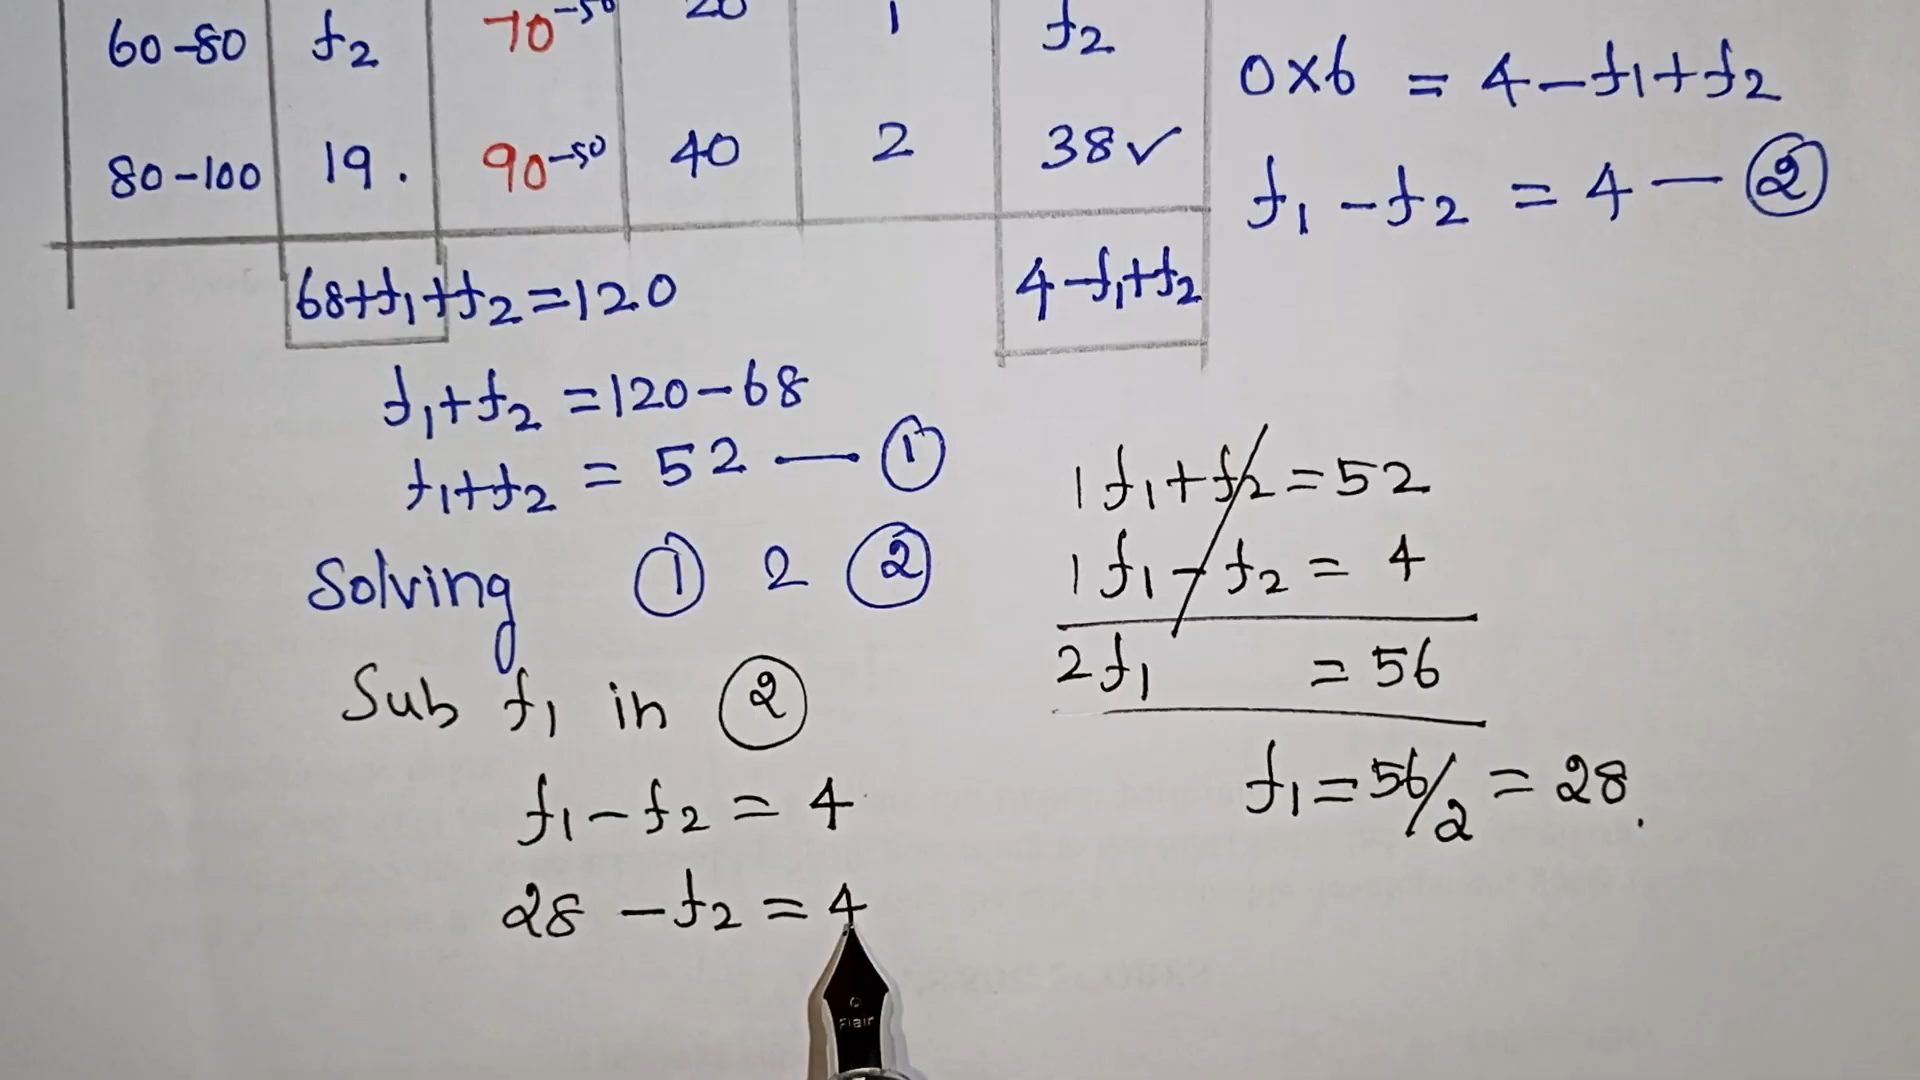 60-80 f2 70-50 20 1 f2
80-100 19. 90-50 40 2 38✓
68+f1+f2=120 4-f1+f2
0×6 = 4-f1+f2
f1-f2 = 4 — ②
f1+f2 =120-68
f1+f2 = 52 — ①
Solving ① 2 ②
Sub f1 in ②
f1-f2 = 4
28 -f2 = 4
1f1+f2=52
1f1-f2 = 4
2f1 = 56
f1=56/2 = 28.
Flair